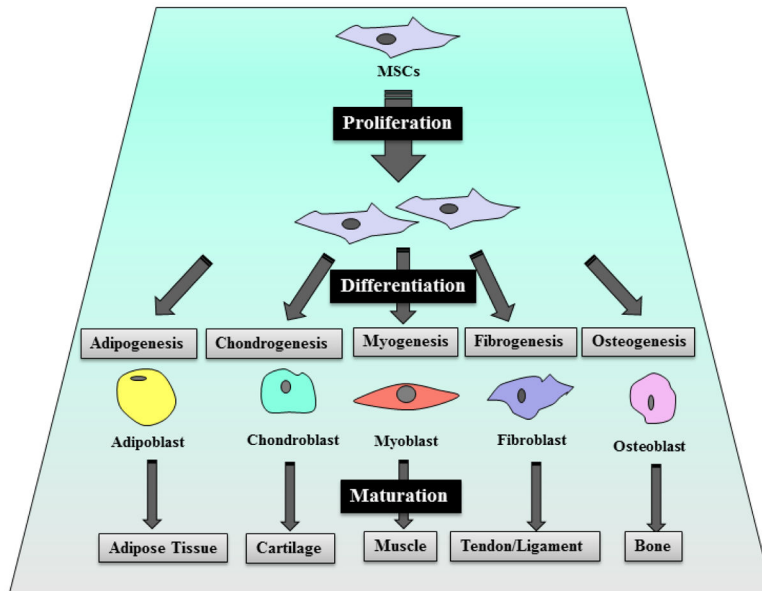 MSCs
Proliferation
Differentiation
Adipogenesis
Chondrogenesis
Myogenesis
Fibrogenesis
Osteogenesis
Adipoblast
Chondroblast
Myoblast
Fibroblast
Osteoblast
Maturation
Adipose Tissue
Cartilage
Muscle
Tendon/Ligament
Bone